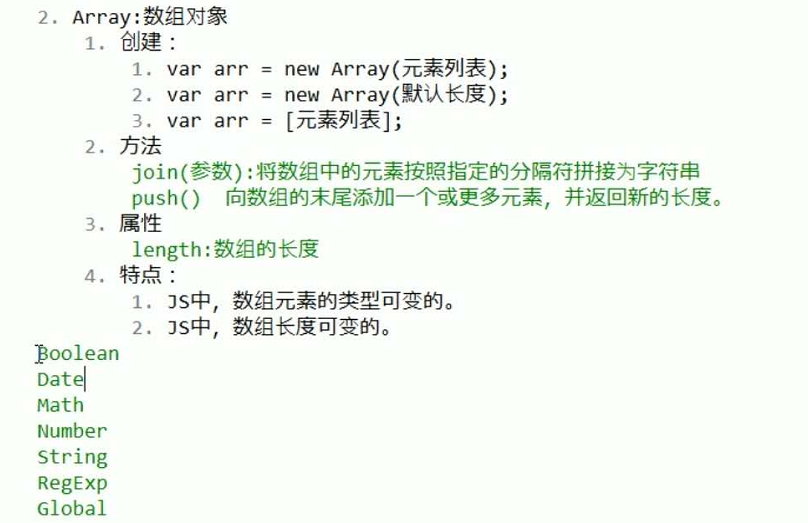 2. Array:数组对象
1. 创建：
1. var arr = new Array(元素列表);
2. var arr = new Array(默认长度);
3. var arr = [元素列表];
2. 方法
join(参数):将数组中的元素按照指定的分隔符拼接为字符串
push() 向数组的末尾添加一个或更多元素，并返回新的长度。
3. 属性
length:数组的长度
4. 特点：
1. JS中，数组元素的类型可变的。
2. JS中，数组长度可变的。
Boolean
Date
Math
Number
String
RegExp
Global